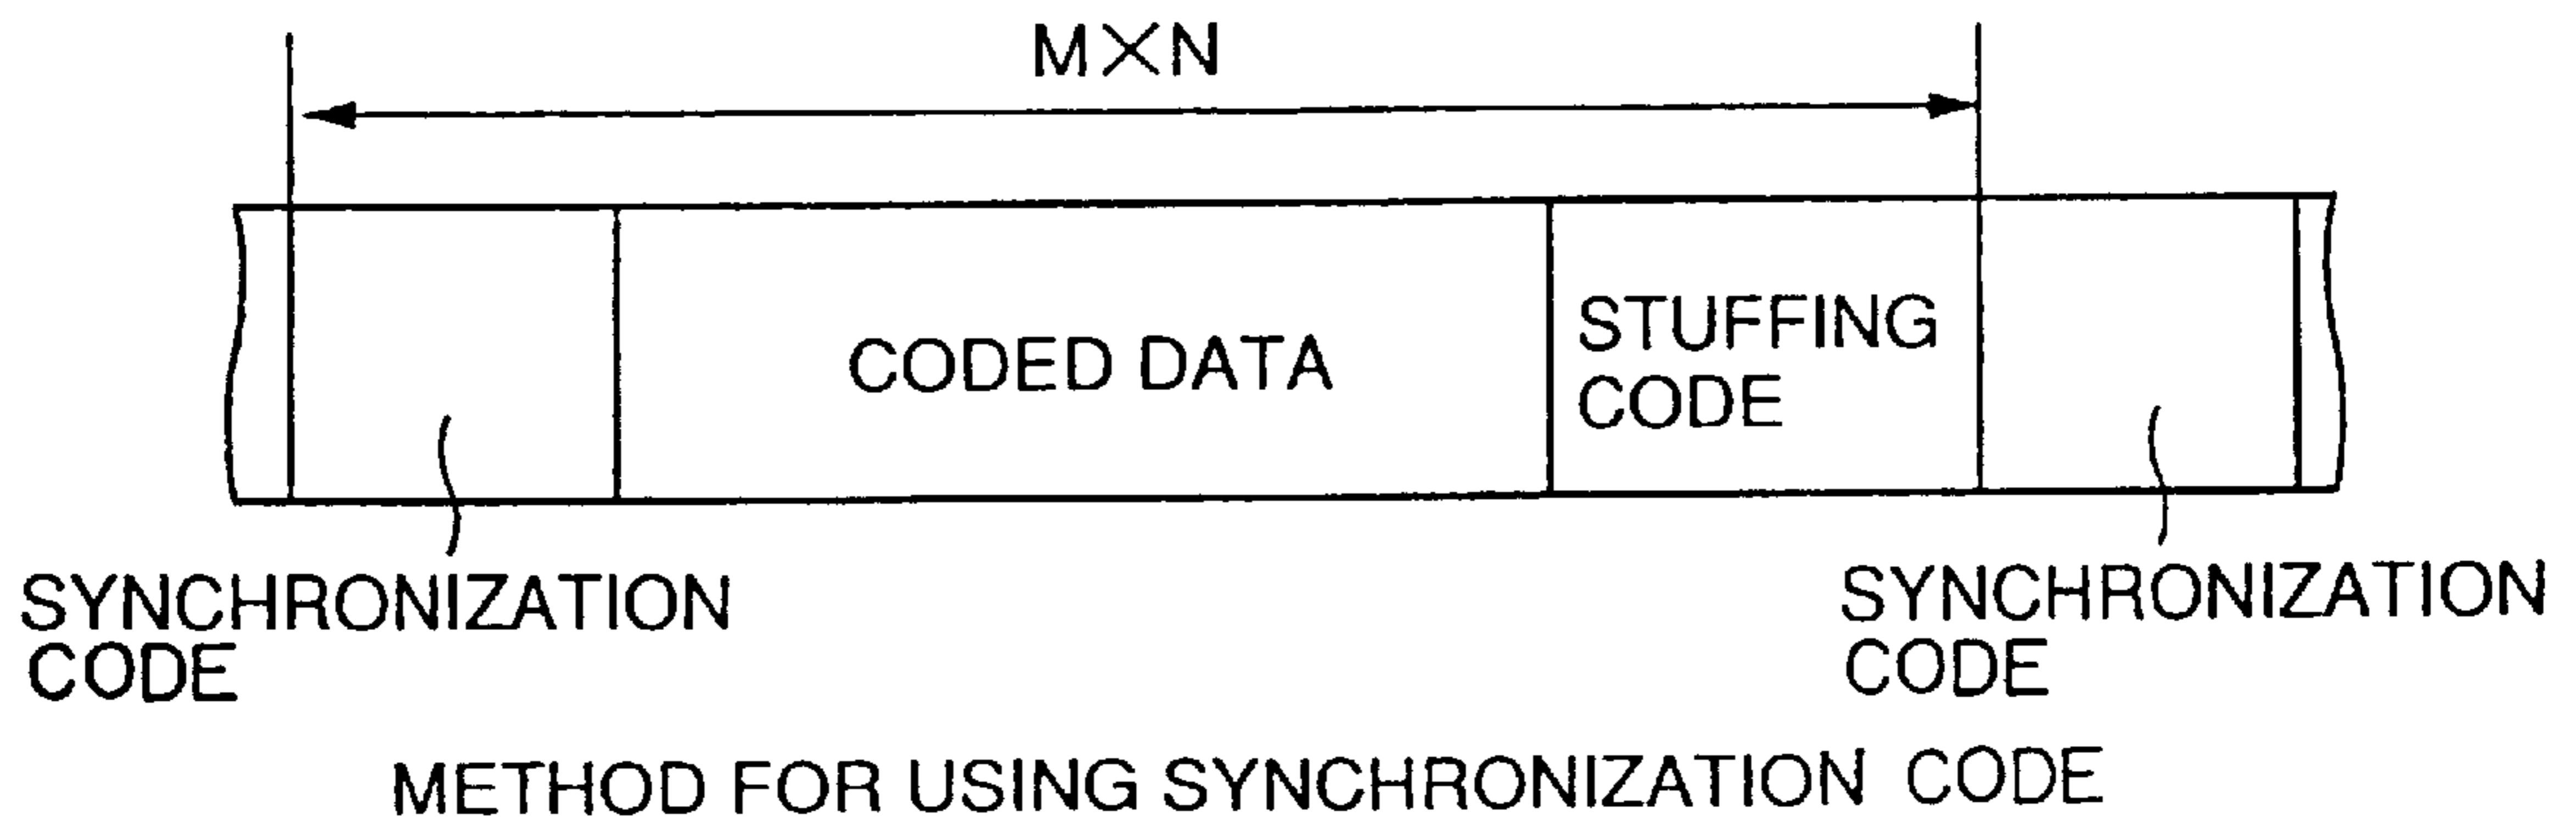 M×N
CODED DATA
STUFFING
CODE
SYNCHRONIZATION
CODE
SYNCHRONIZATION
CODE
METHOD FOR USING SYNCHRONIZATION CODE